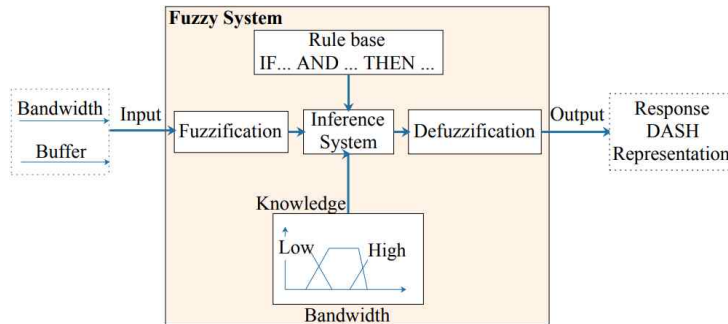 Fuzzy System
Rule base
IF... AND ... THEN ...
Bandwidth
Buffer
Input
Fuzzification
Inference
System
Defuzzification
Output
Response
DASH
Representation
Knowledge
Low
High
Bandwidth